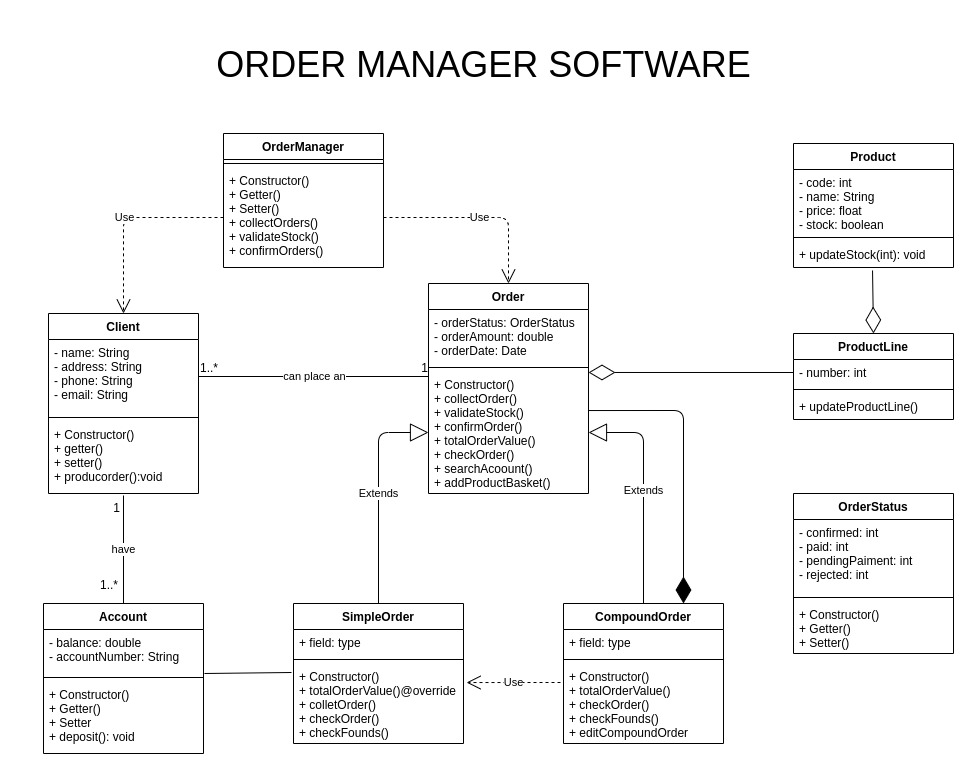 ORDER MANAGER SOFTWARE
OrderManager
+ Constructor()
+ Getter()
+ Setter()
+ collectOrders()
+ validateStock()
+ confirmOrders()
Use
Use
Product
- code: int
- name: String
- price: float
- stock: boolean
+ updateStock(int): void
Client
- name: String
- address: String
- phone: String
- email: String
+ Constructor()
+ getter()
+ setter()
+ producorder():void
1..*
can place an
1
Order
- orderStatus: OrderStatus
- orderAmount: double
- orderDate: Date
+ Constructor()
+ collectOrder()
+ validateStock()
+ confirmOrder()
+ totalOrderValue()
+ checkOrder()
+ searchAcoount()
+ addProductBasket()
ProductLine
- number: int
+ updateProductLine()
Extends
Extends
1
have
1..*
OrderStatus
- confirmed: int
- paid: int
- pendingPaiment: int
- rejected: int
+ Constructor()
+ Getter()
+ Setter()
Account
- balance: double
- accountNumber: String
+ Constructor()
+ Getter()
+ Setter
+ deposit(): void
SimpleOrder
+ field: type
+ Constructor()
+ totalOrderValue()@override
+ colletOrder()
+ checkOrder()
+ checkFounds()
Use
CompoundOrder
+ field: type
+ Constructor()
+ totalOrderValue()
+ checkOrder()
+ checkFounds()
+ editCompoundOrder